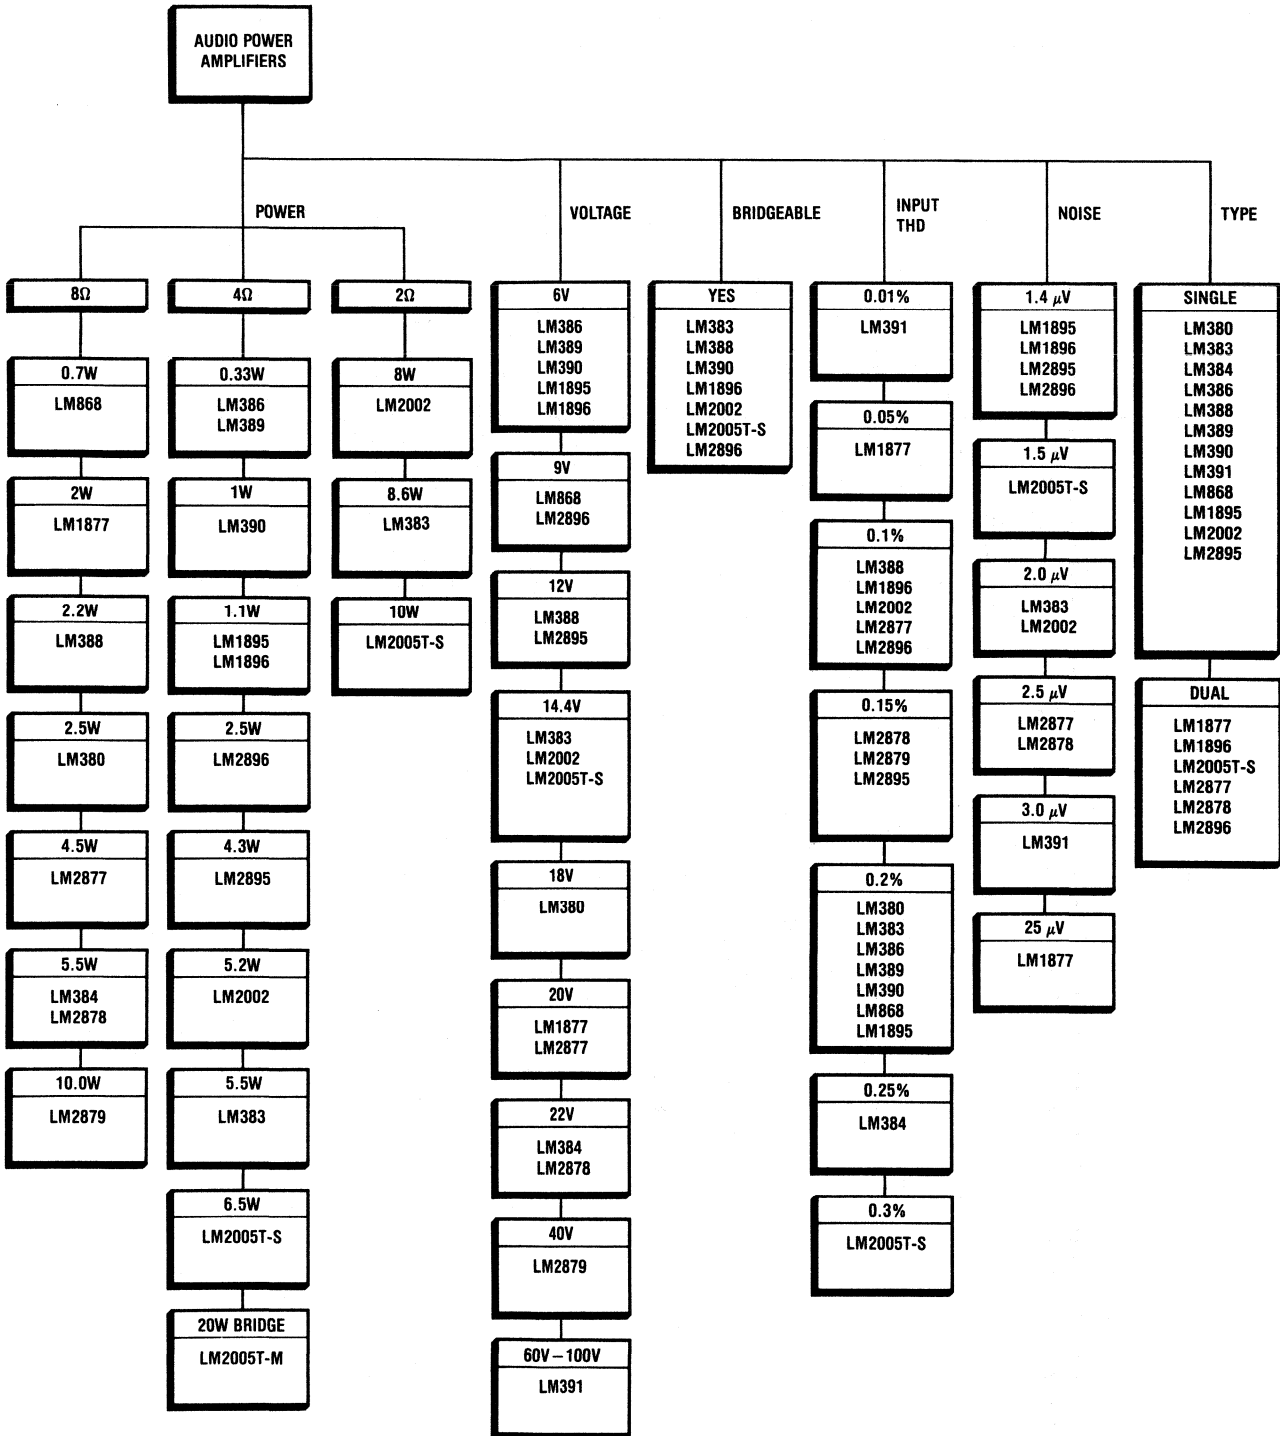 AUDIO POWER
AMPLIFIERS
POWER
VOLTAGE
BRIDGEABLE
INPUT
THD
NOISE
TYPE
8Ω
0.7W
LM868
2W
LM1877
2.2W
LM388
2.5W
LM380
4.5W
LM2877
5.5W
LM384
LM2878
10.0W
LM2879
4Ω
0.33W
LM386
LM389
1W
LM390
1.1W
LM1895
LM1896
2.5W
LM2896
4.3W
LM2895
5.2W
LM2002
5.5W
LM383
6.5W
LM2005T-S
20W BRIDGE
LM2005T-M
2Ω
8W
LM2002
8.6W
LM383
10W
LM2005T-S
6V
LM386
LM389
LM390
LM1895
LM1896
9V
LM868
LM2896
12V
LM388
LM2895
14.4V
LM383
LM2002
LM2005T-S
18V
LM380
20V
LM1877
LM2877
22V
LM384
LM2878
40V
LM2879
60V–100V
LM391
YES
LM383
LM388
LM390
LM1896
LM2002
LM2005T-S
LM2896
0.01%
LM391
0.05%
LM1877
0.1%
LM388
LM1896
LM2002
LM2877
LM2896
0.15%
LM2878
LM2879
LM2895
0.2%
LM380
LM383
LM386
LM389
LM390
LM868
LM1895
0.25%
LM384
0.3%
LM2005T-S
1.4 μV
LM1895
LM1896
LM2895
LM2896
1.5 μV
LM2005T-S
2.0 μV
LM383
LM2002
2.5 μV
LM2877
LM2878
3.0 μV
LM391
25 μV
LM1877
SINGLE
LM380
LM383
LM384
LM386
LM388
LM389
LM390
LM391
LM868
LM1895
LM2002
LM2895
DUAL
LM1877
LM1896
LM2005T-S
LM2877
LM2878
LM2896